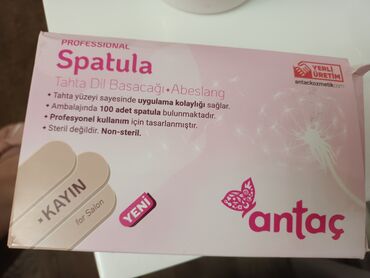 PROFESSIONAL
Spatula
Tahta Dil Basacağı•Abeslang
• Tahta yüzeyi sayesinde uygulama kolaylığı sağlar.
• Ambalajında 100 adet spatula bulunmaktadır.
• Profesyonel kullanım için tasarlanmıştır.
• Steril değildir. Non-steril.
YERLİ
ÜRETİM
antackozmetik.com
KAYIN
for Salon
YENİ
antaç